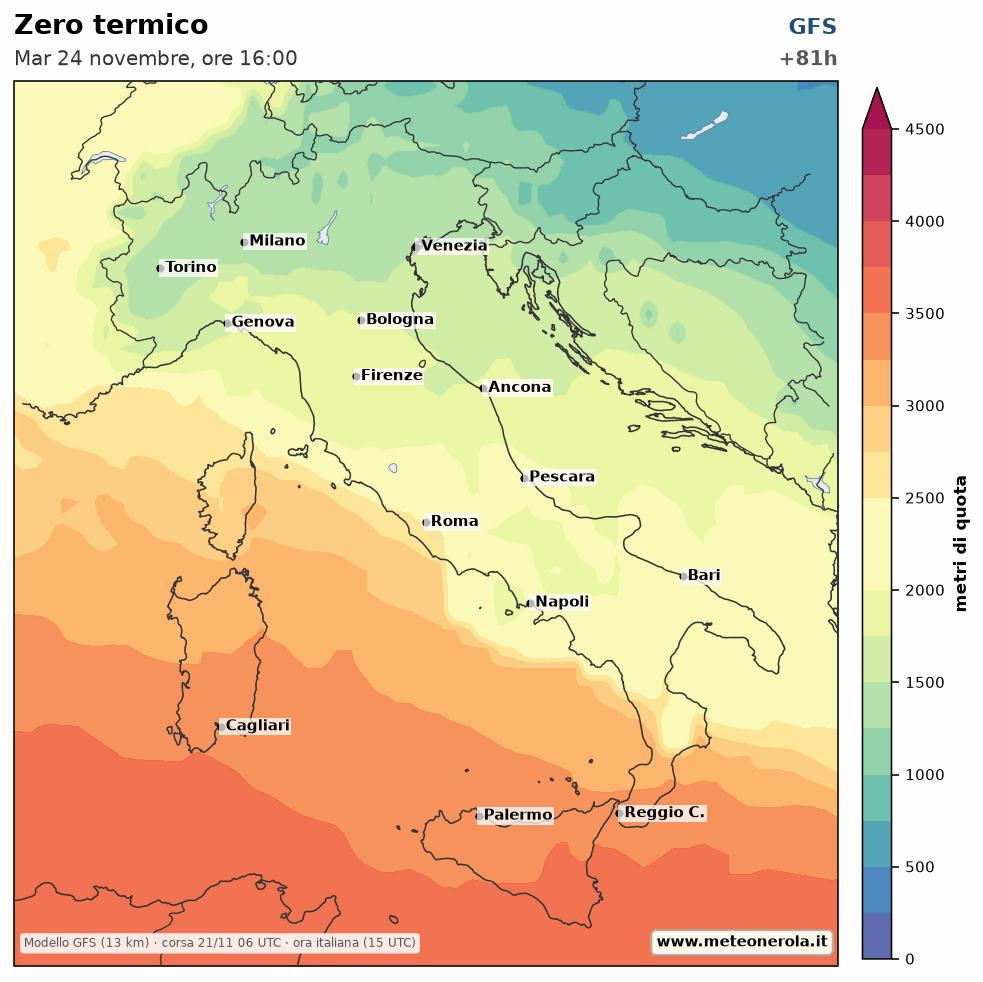 Zero termico
GFS
Mar 24 novembre, ore 16:00
+81h
4500
4000
3500
3000
2500
2000
1500
1000
500
0
metri di quota
Milano
Venezia
Torino
Genova
Bologna
Firenze
Ancona
Pescara
Roma
Bari
Napoli
Cagliari
Palermo
Reggio C.
Modello GFS (13 km) · corsa 21/11 06 UTC · ora italiana (15 UTC)
www.meteonerola.it